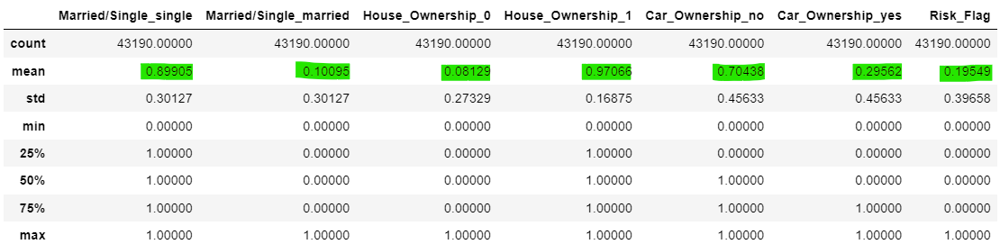 Married/Single_single Married/Single_married House_Ownership_0 House_Ownership_1 Car_Ownership_no Car_Ownership_yes Risk_Flag
count 43190.00000 43190.00000 43190.00000 43190.00000 43190.00000 43190.00000 43190.00000
mean 0.89905 0.10095 0.08129 0.97066 0.70438 0.29562 0.19549
std 0.30127 0.30127 0.27329 0.16875 0.45633 0.45633 0.39658
min 0.00000 0.00000 0.00000 0.00000 0.00000 0.00000 0.00000
25% 1.00000 0.00000 0.00000 1.00000 0.00000 0.00000 0.00000
50% 1.00000 0.00000 0.00000 1.00000 1.00000 0.00000 0.00000
75% 1.00000 0.00000 0.00000 1.00000 1.00000 1.00000 0.00000
max 1.00000 1.00000 1.00000 1.00000 1.00000 1.00000 1.00000